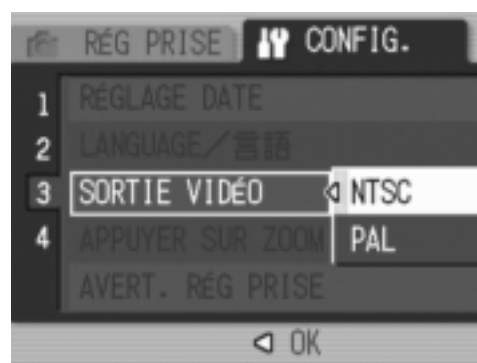 RÉG PRISE CONFIG.
1 RÉGLAGE DATE
2 LANGUAGE/言語
3 SORTIE VIDÉO NTSC
4 APPUYER SUR ZOOM PAL
AVERT. RÉG PRISE
OK